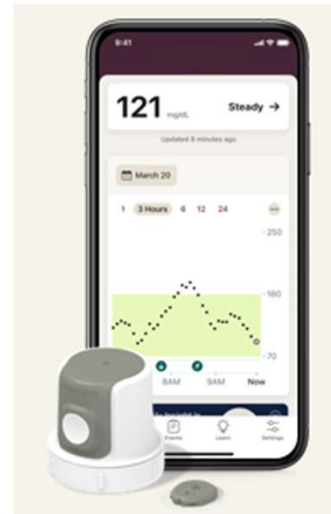 9:41
121 mg/dL Steady →
Updated 8 minutes ago
March 20
1 3 Hours 6 12 24
250
180
70
8AM 9AM Now
Events Learn Settings